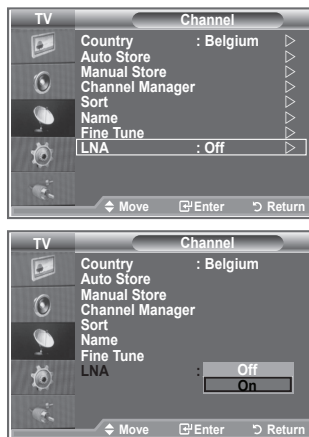 TV Channel
Country : Belgium
Auto Store
Manual Store
Channel Manager
Sort
Name
Fine Tune
LNA : Off
Move Enter Return
TV Channel
Country : Belgium
Auto Store
Manual Store
Channel Manager
Sort
Name
Fine Tune
LNA : Off
On
Move Enter Return